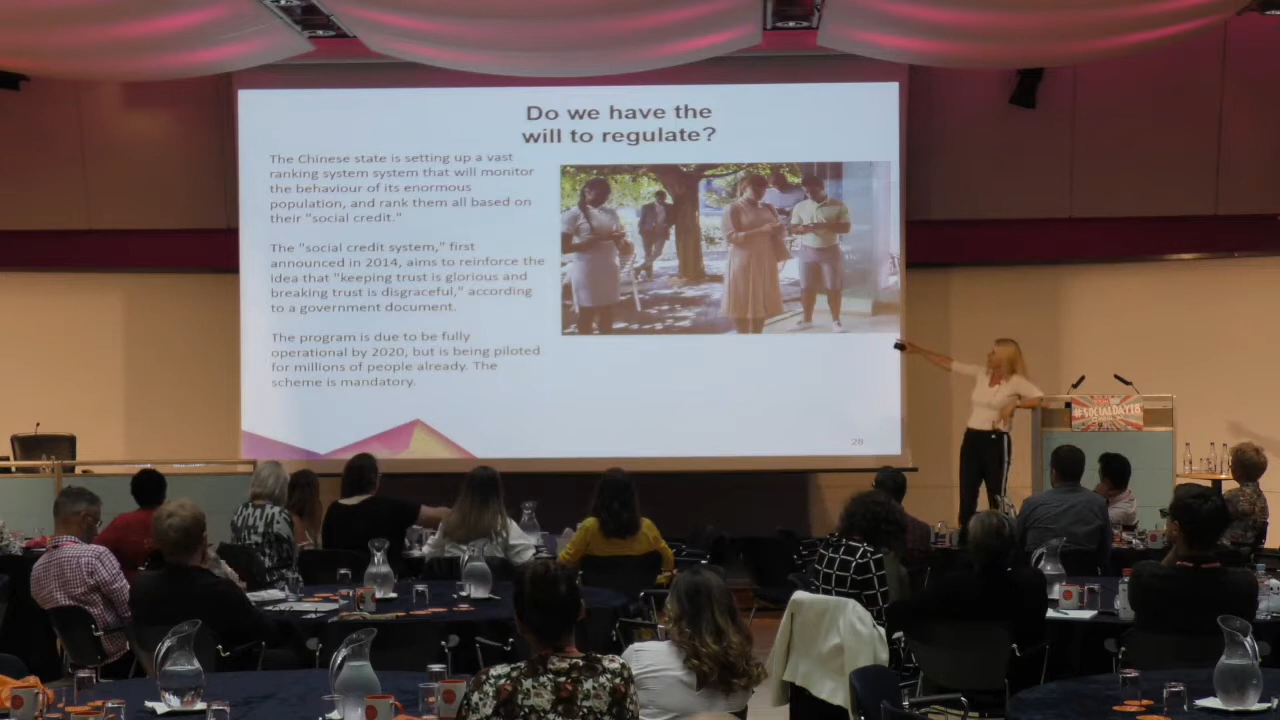 Do we have the
will to regulate?
The Chinese state is setting up a vast
ranking system system that will monitor
the behaviour of its enormous
population, and rank them all based on
their "social credit."
The "social credit system," first
announced in 2014, aims to reinforce the
idea that "keeping trust is glorious and
breaking trust is disgraceful," according
to a government document.
The program is due to be fully
operational by 2020, but is being piloted
for millions of people already. The
scheme is mandatory.
20
#SOCIALDAY18